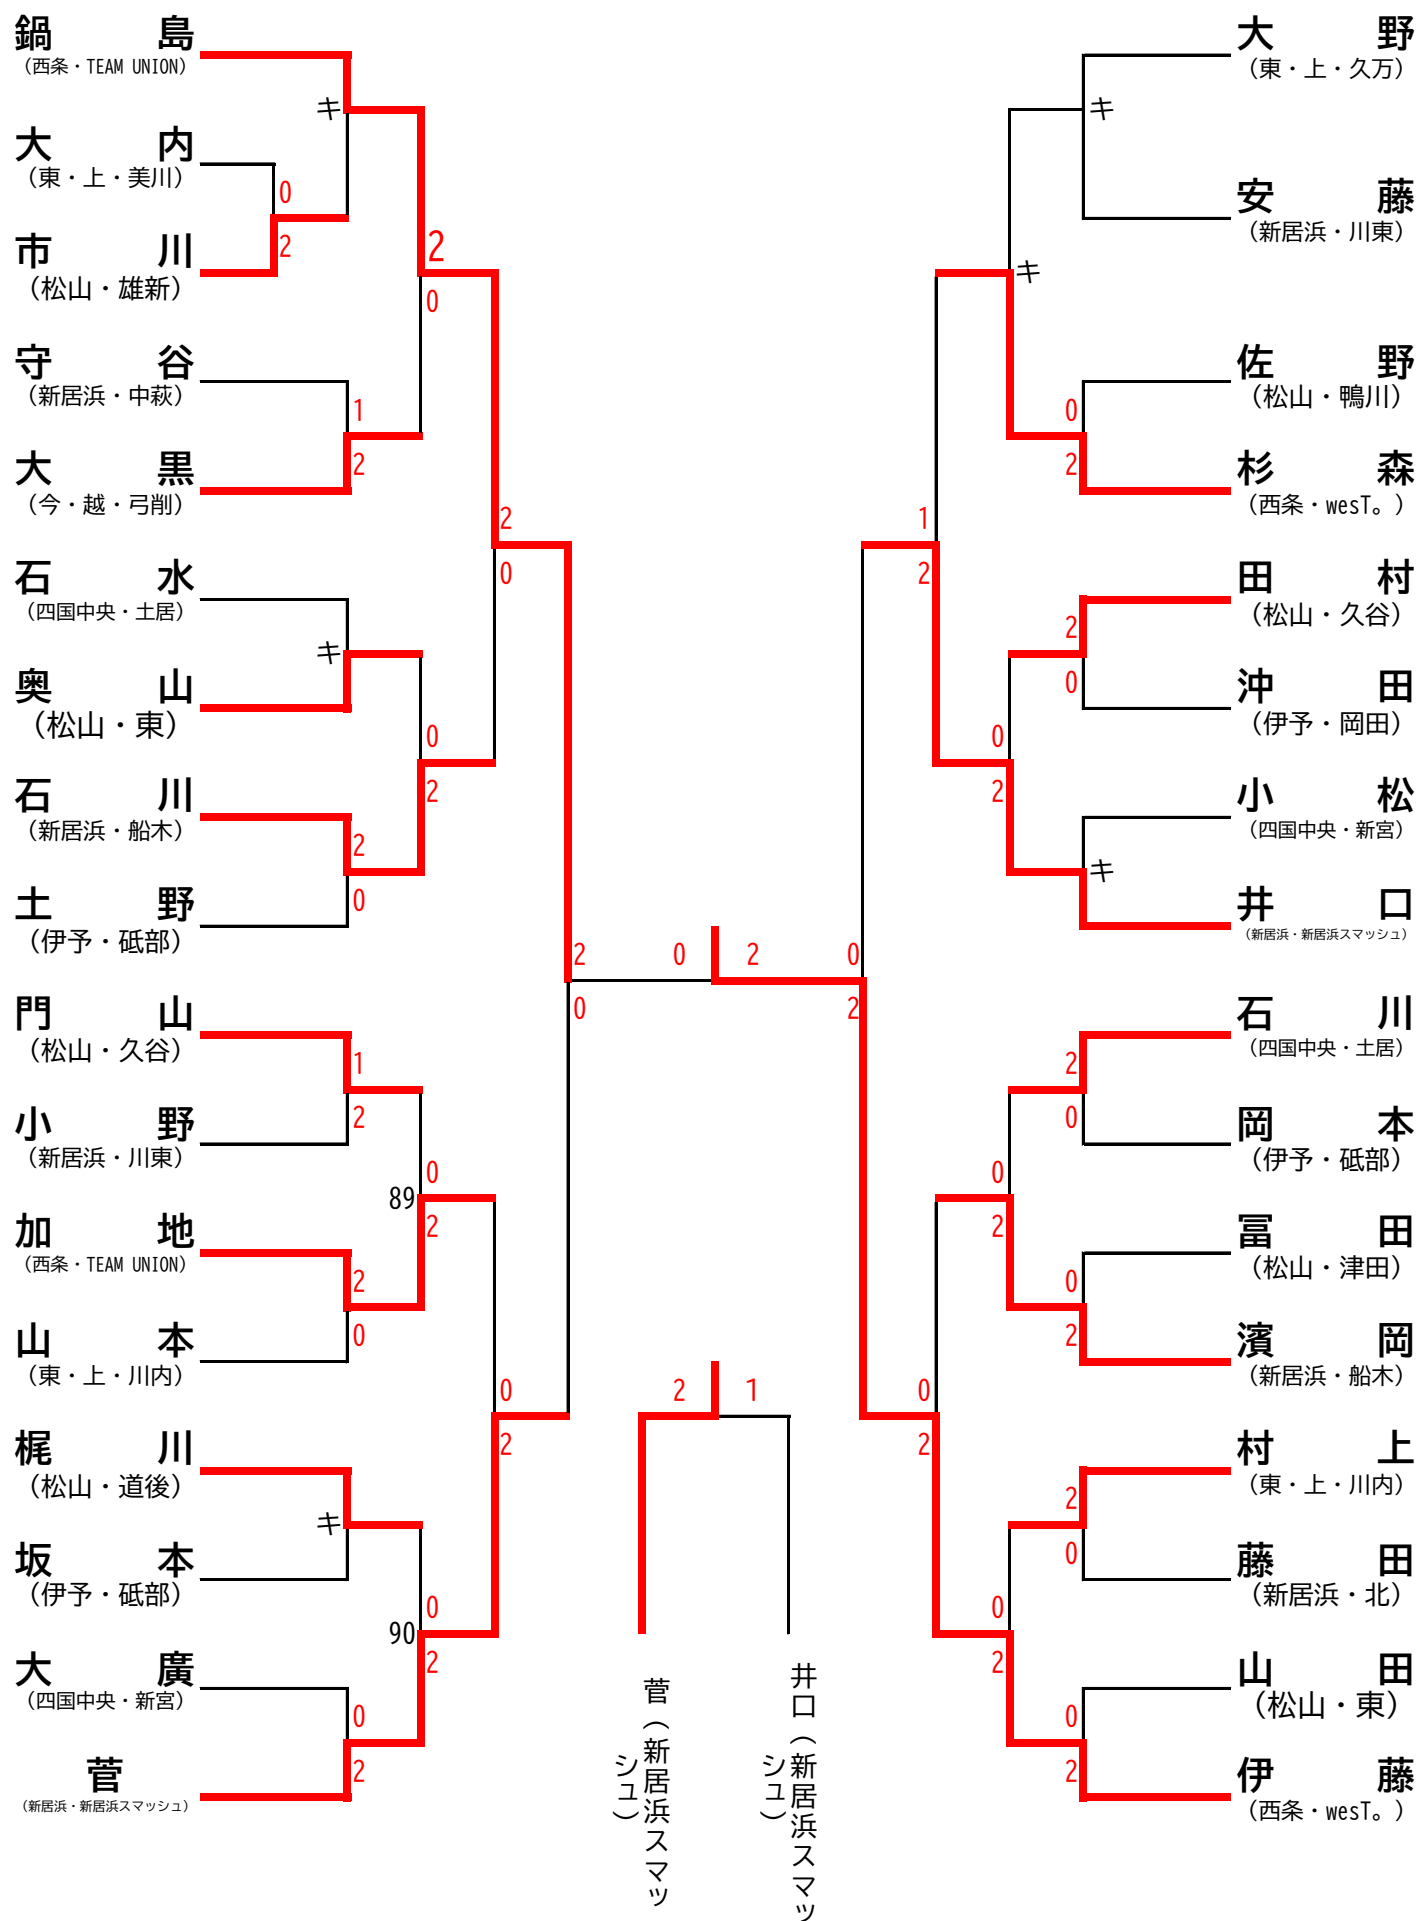 鍋島
（西条・TEAM UNION）
キ
大内
（東・上・美川）
0
市川
（松山・雄新）
2
2
0
守谷
（新居浜・中萩）
1
大黒
（今・越・弓削）
2
2
0
石水
（四国中央・土居）
キ
奥山
（松山・東）
0
石川
（新居浜・船木）
2
2
土野
（伊予・砥部）
0
2
0
門山
（松山・久谷）
1
小野
（新居浜・川東）
2
0
89
2
加地
（西条・TEAM UNION）
2
山本
（東・上・川内）
0
0
2
梶川
（松山・道後）
キ
坂本
（伊予・砥部）
0
90
2
大廣
（四国中央・新宮）
0
菅
（新居浜・新居浜スマッシュ）
2
0
2
2
1
菅（新居浜スマッ
シュ）
井口（新居浜スマッ
シュ）
大野
（東・上・久万）
キ
安藤
（新居浜・川東）
キ
佐野
（松山・鴨川）
0
杉森
（西条・wesT。）
2
1
2
田村
（松山・久谷）
2
沖田
（伊予・岡田）
0
0
2
小松
（四国中央・新宮）
キ
井口
（新居浜・新居浜スマッシュ）
0
2
石川
（四国中央・土居）
2
岡本
（伊予・砥部）
0
0
2
冨田
（松山・津田）
0
濱岡
（新居浜・船木）
2
0
2
村上
（東・上・川内）
2
藤田
（新居浜・北）
0
0
2
山田
（松山・東）
0
伊藤
（西条・wesT。）
2